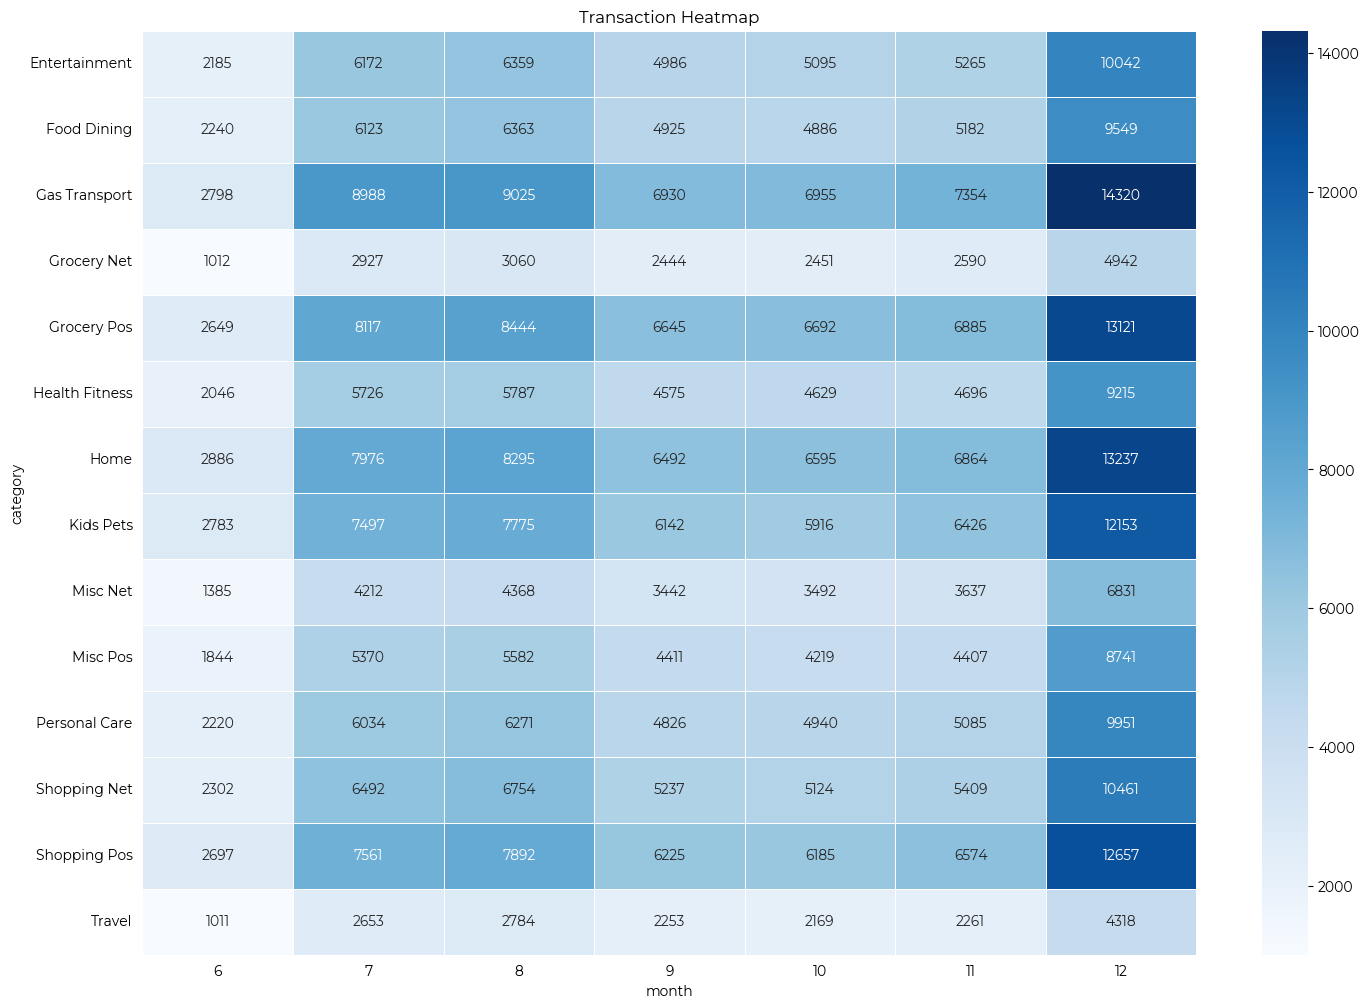 Transaction Heatmap
Entertainment 2185 6172 6359 4986 5095 5265 10042
Food Dining 2240 6123 6363 4925 4886 5182 9549
Gas Transport 2798 8988 9025 6930 6955 7354 14320
Grocery Net 1012 2927 3060 2444 2451 2590 4942
Grocery Pos 2649 8117 8444 6645 6692 6885 13121
Health Fitness 2046 5726 5787 4575 4629 4696 9215
Home 2886 7976 8295 6492 6595 6864 13237
Kids Pets 2783 7497 7775 6142 5916 6426 12153
Misc Net 1385 4212 4368 3442 3492 3637 6831
Misc Pos 1844 5370 5582 4411 4219 4407 8741
Personal Care 2220 6034 6271 4826 4940 5085 9951
Shopping Net 2302 6492 6754 5237 5124 5409 10461
Shopping Pos 2697 7561 7892 6225 6185 6574 12657
Travel 1011 2653 2784 2253 2169 2261 4318
6 7 8 9 10 11 12
month
category
14000
12000
10000
8000
6000
4000
2000